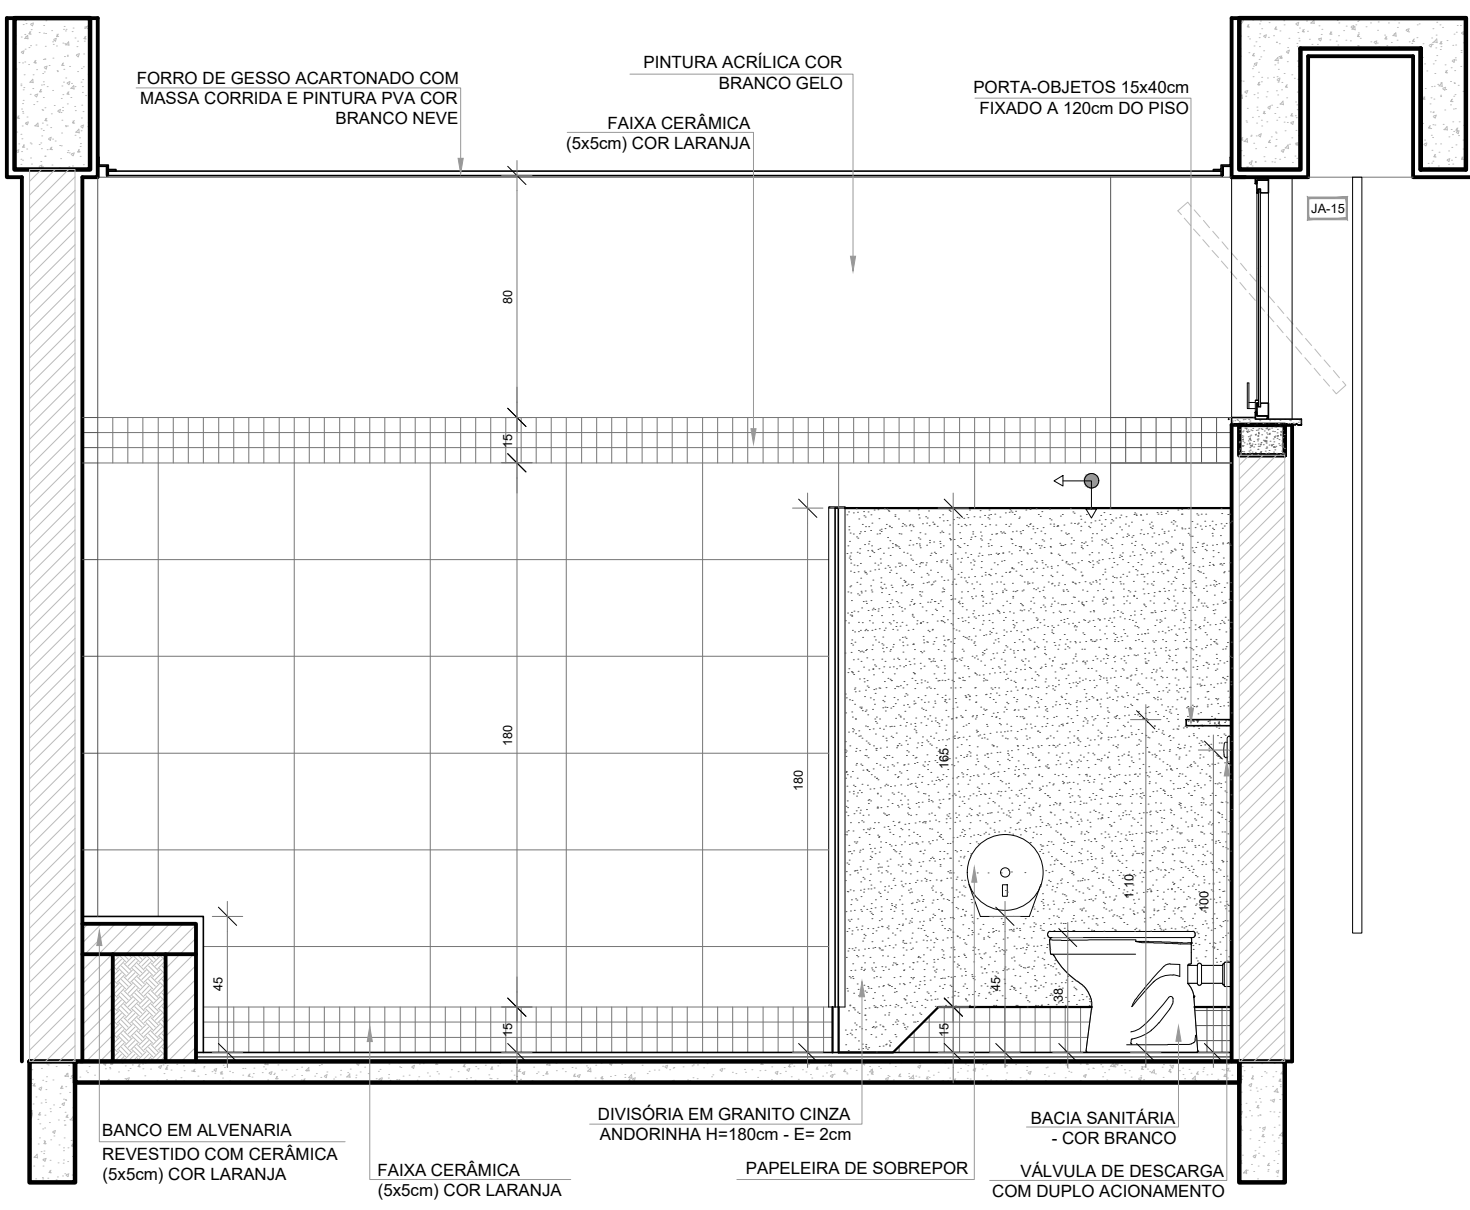 FORRO DE GESSO ACARTONADO COM
MASSA CORRIDA E PINTURA PVA COR
BRANCO NEVE
PINTURA ACRÍLICA COR
BRANCO GELO
FAIXA CERÂMICA
(5x5cm) COR LARANJA
PORTA-OBJETOS 15x40cm
FIXADO A 120cm DO PISO
JA-15
80
15
180
180
165
1.10
100
45
45
38
15
15
BANCO EM ALVENARIA
REVESTIDO COM CERÂMICA
(5x5cm) COR LARANJA
FAIXA CERÂMICA
(5x5cm) COR LARANJA
DIVISÓRIA EM GRANITO CINZA
ANDORINHA H=180cm - E= 2cm
PAPELEIRA DE SOBREPOR
BACIA SANITÁRIA
- COR BRANCO
VÁLVULA DE DESCARGA
COM DUPLO ACIONAMENTO